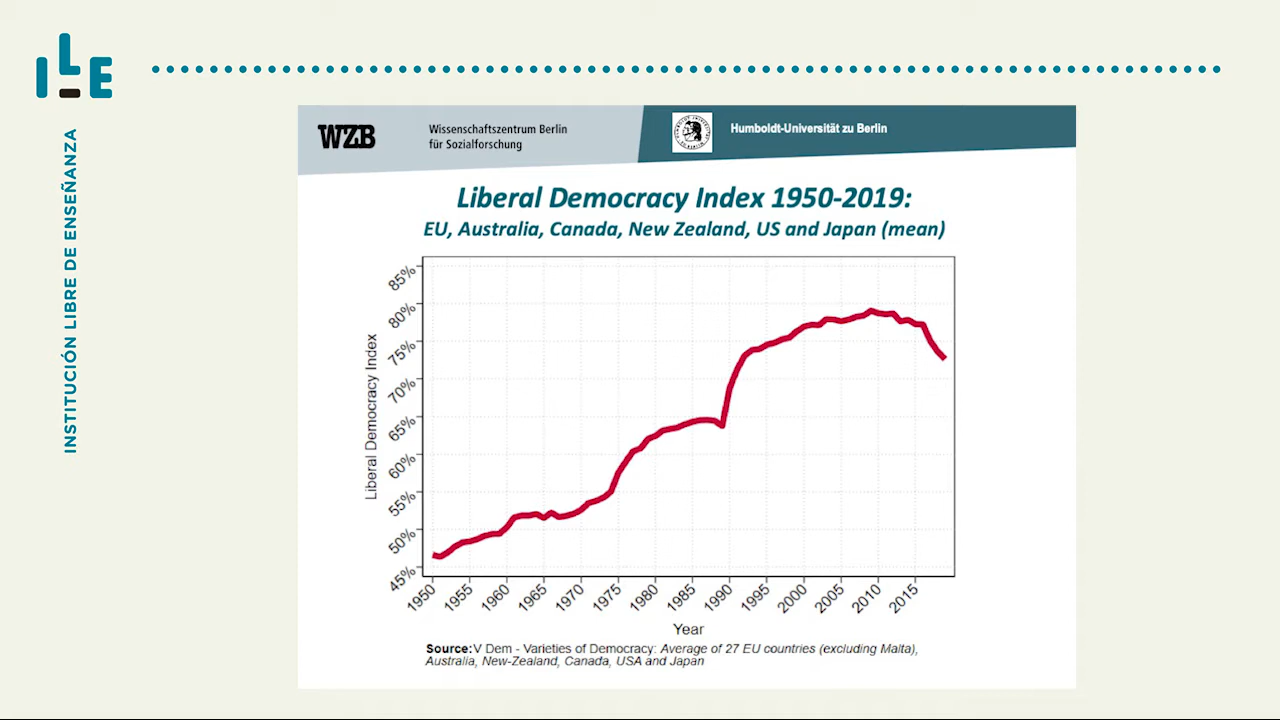 ILE
INSTITUCIÓN LIBRE DE ENSEÑANZA
WZB
Wissenschaftszentrum Berlin
für Sozialforschung
Humboldt-Universität zu Berlin
Liberal Democracy Index 1950-2019:
EU, Australia, Canada, New Zealand, US and Japan (mean)
Liberal Democracy Index
85%
80%
75%
70%
65%
60%
55%
50%
45%
1950 1955 1960 1965 1970 1975 1980 1985 1990 1995 2000 2005 2010 2015
Year
Source:V Dem - Varieties of Democracy: Average of 27 EU countries (excluding Malta),
Australia, New-Zealand, Canada, USA and Japan